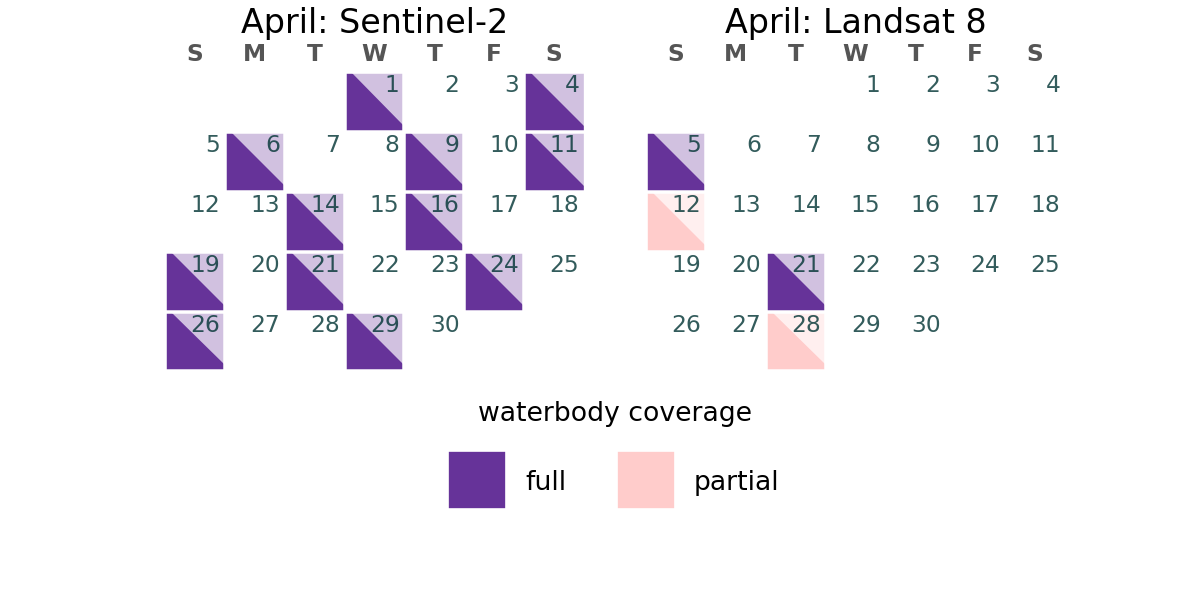 April: Sentinel-2
S M T W T F S
1 2 3 4
5 6 7 8 9 10 11
12 13 14 15 16 17 18
19 20 21 22 23 24 25
26 27 28 29 30
April: Landsat 8
S M T W T F S
1 2 3 4
5 6 7 8 9 10 11
12 13 14 15 16 17 18
19 20 21 22 23 24 25
26 27 28 29 30
waterbody coverage
full partial